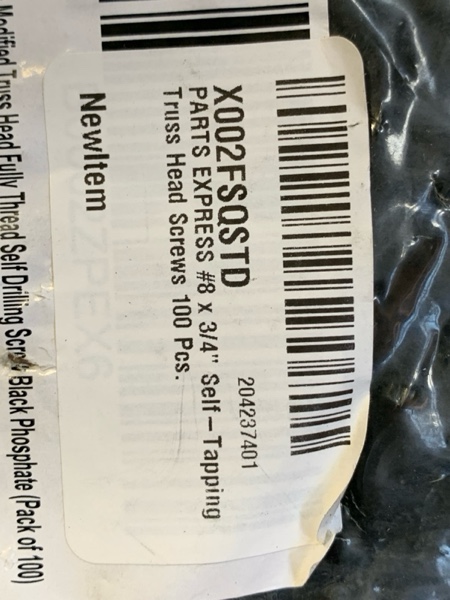 204237401
X002FSQSTD
PARTS EXPRESS #8 x 3/4" Self-Tapping
Truss Head Screws 100 Pcs.
NewItem
Modified Truss Head Fully Thread Self Drilling Screw Black Phosphate (Pack of 100)